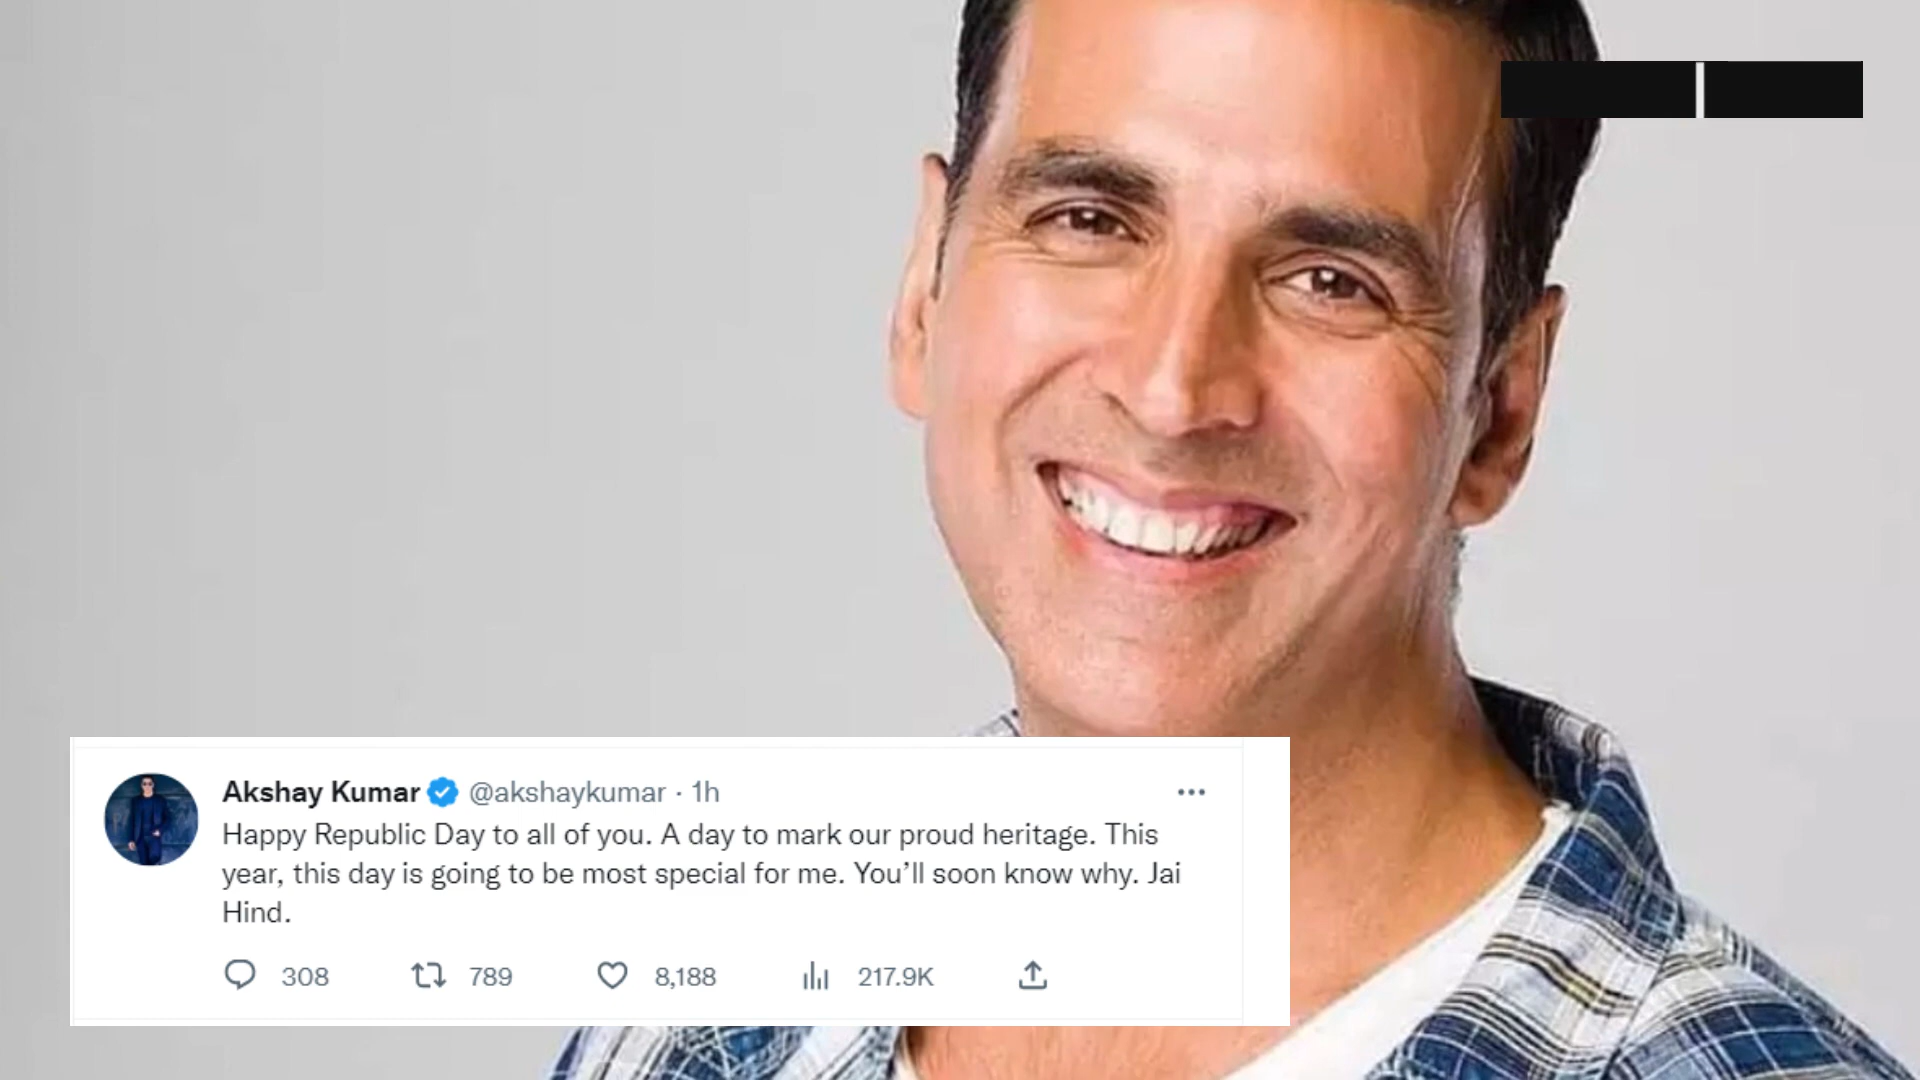 Akshay Kumar @akshaykumar · 1h
Happy Republic Day to all of you. A day to mark our proud heritage. This
year, this day is going to be most special for me. You’ll soon know why. Jai
Hind.
308 789 8,188 217.9K